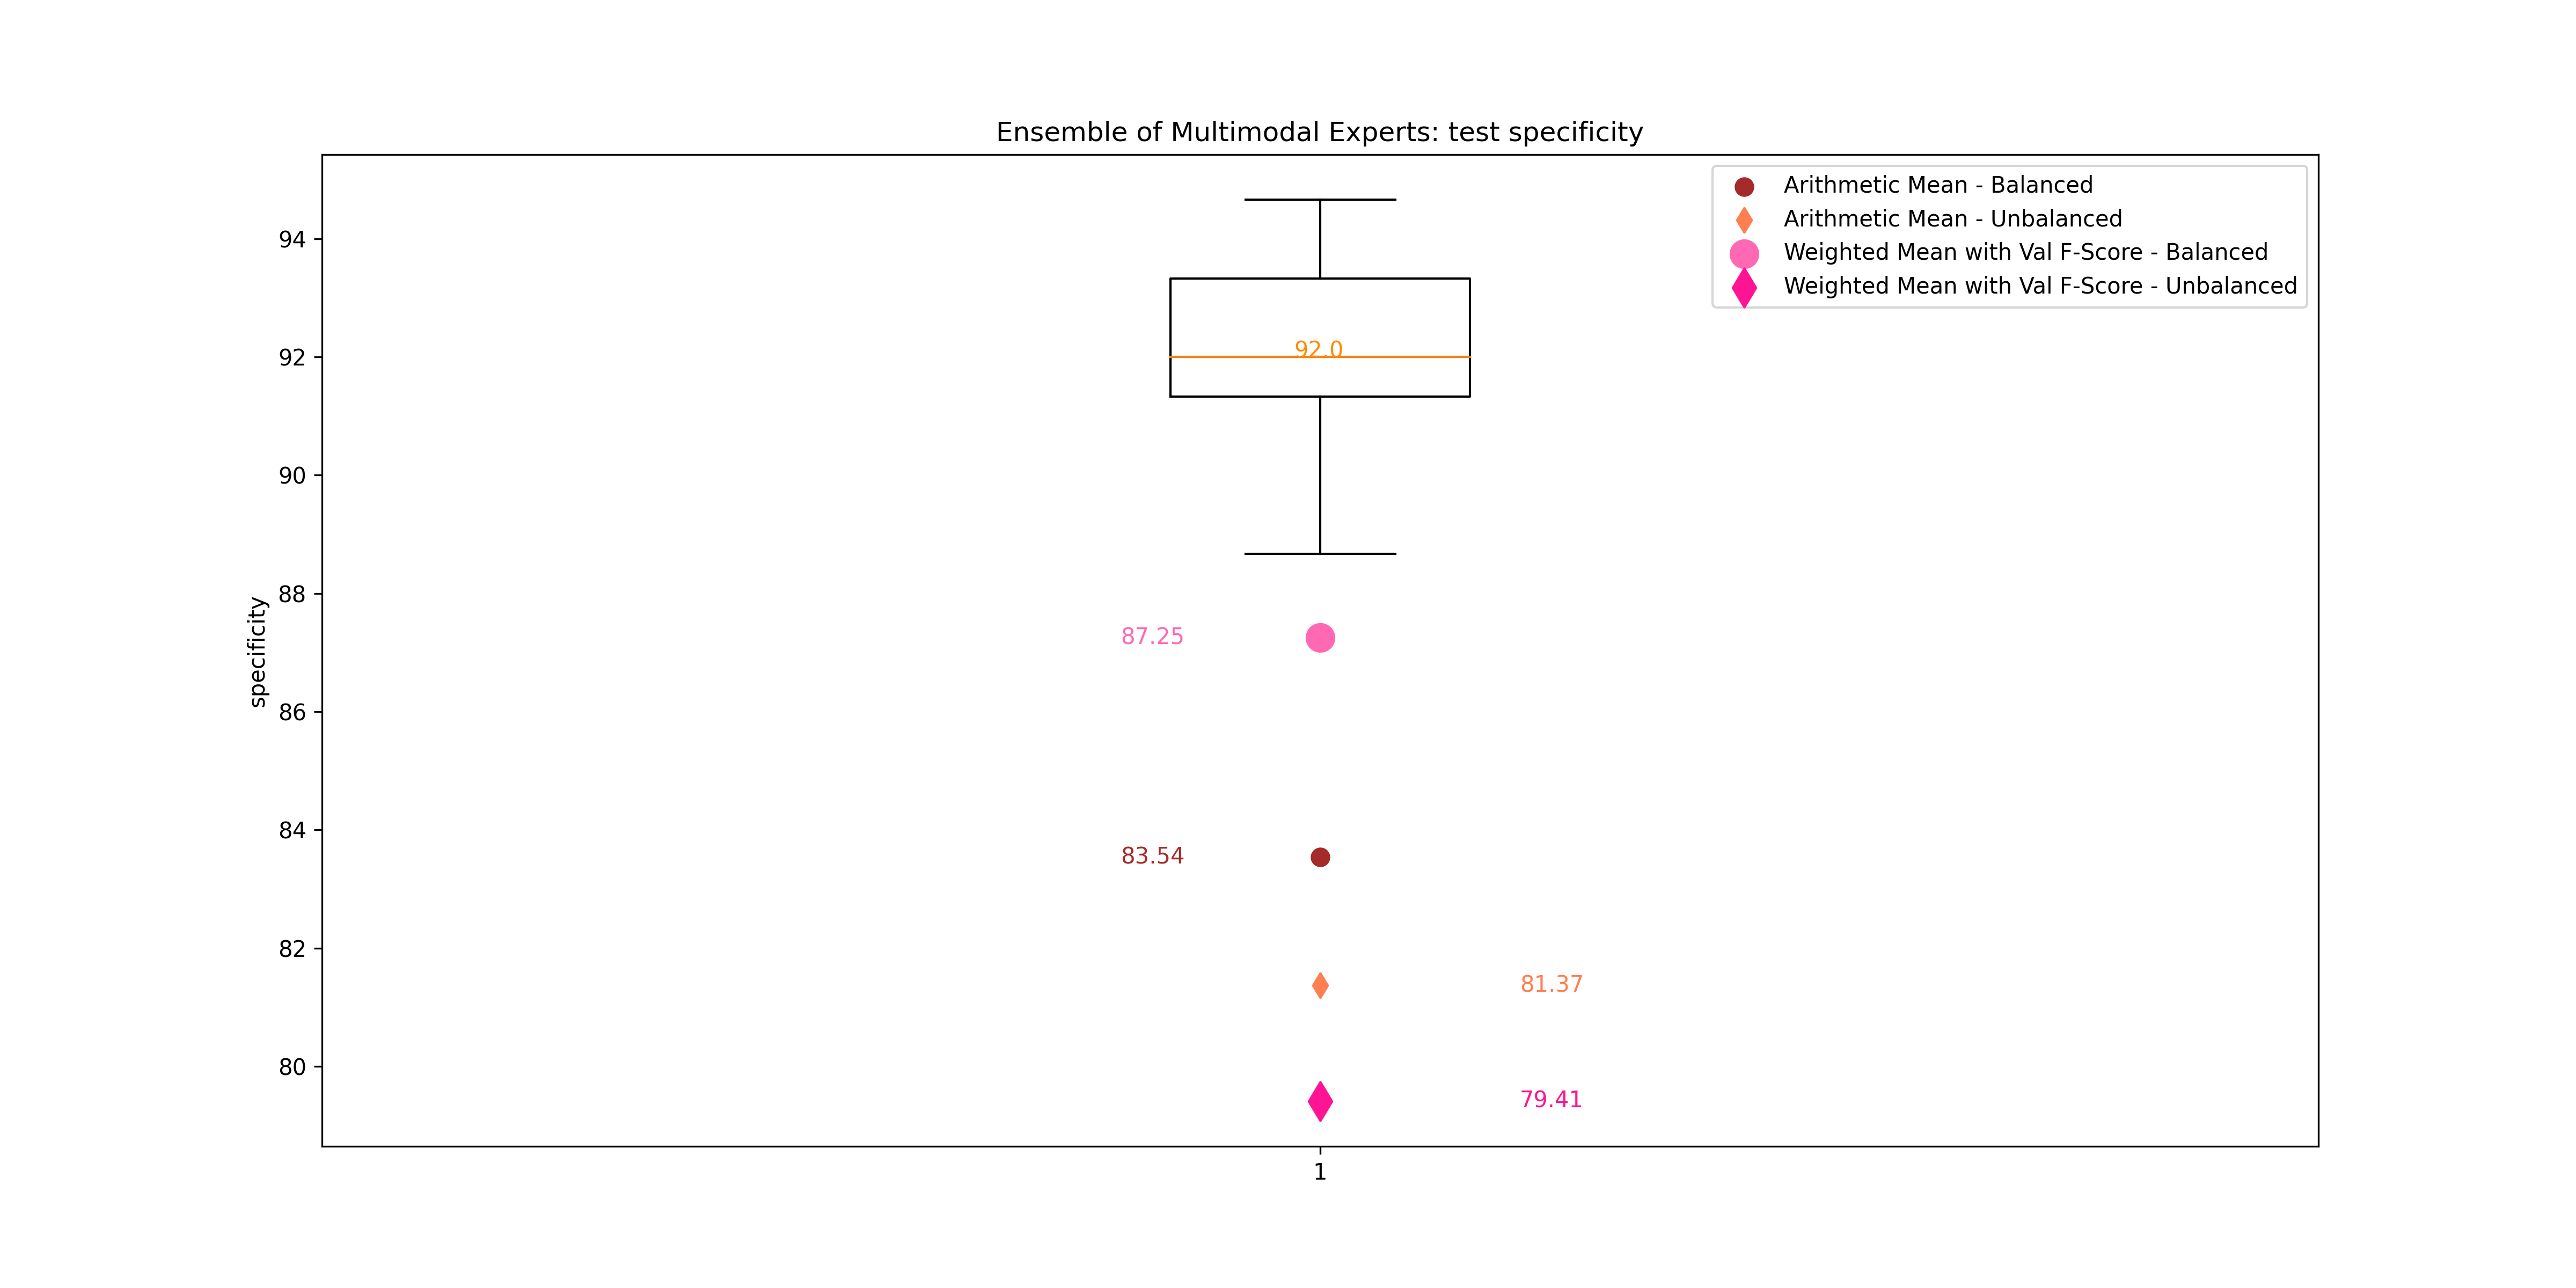 Ensemble of Multimodal Experts: test specificity
Arithmetic Mean - Balanced
Arithmetic Mean - Unbalanced
Weighted Mean with Val F-Score - Balanced
Weighted Mean with Val F-Score - Unbalanced
94
92
90
88
86
84
82
80
specificity
92.0
87.25
83.54
81.37
79.41
1